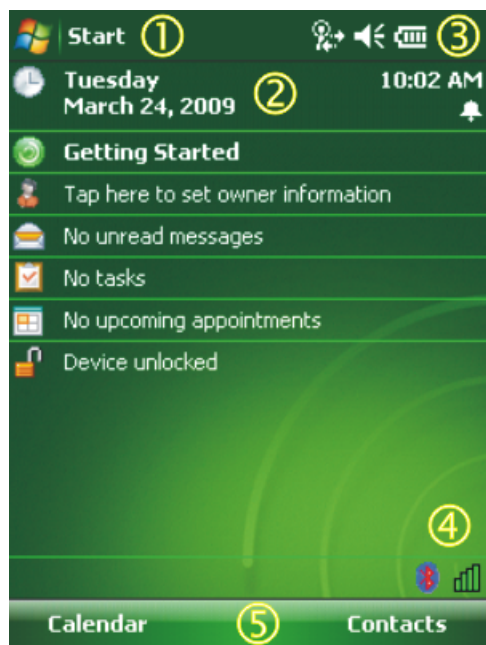 Start ① ③
Tuesday 10:02 AM
March 24, 2009 ②
Getting Started
Tap here to set owner information
No unread messages
No tasks
No upcoming appointments
Device unlocked
④
Calendar ⑤ Contacts